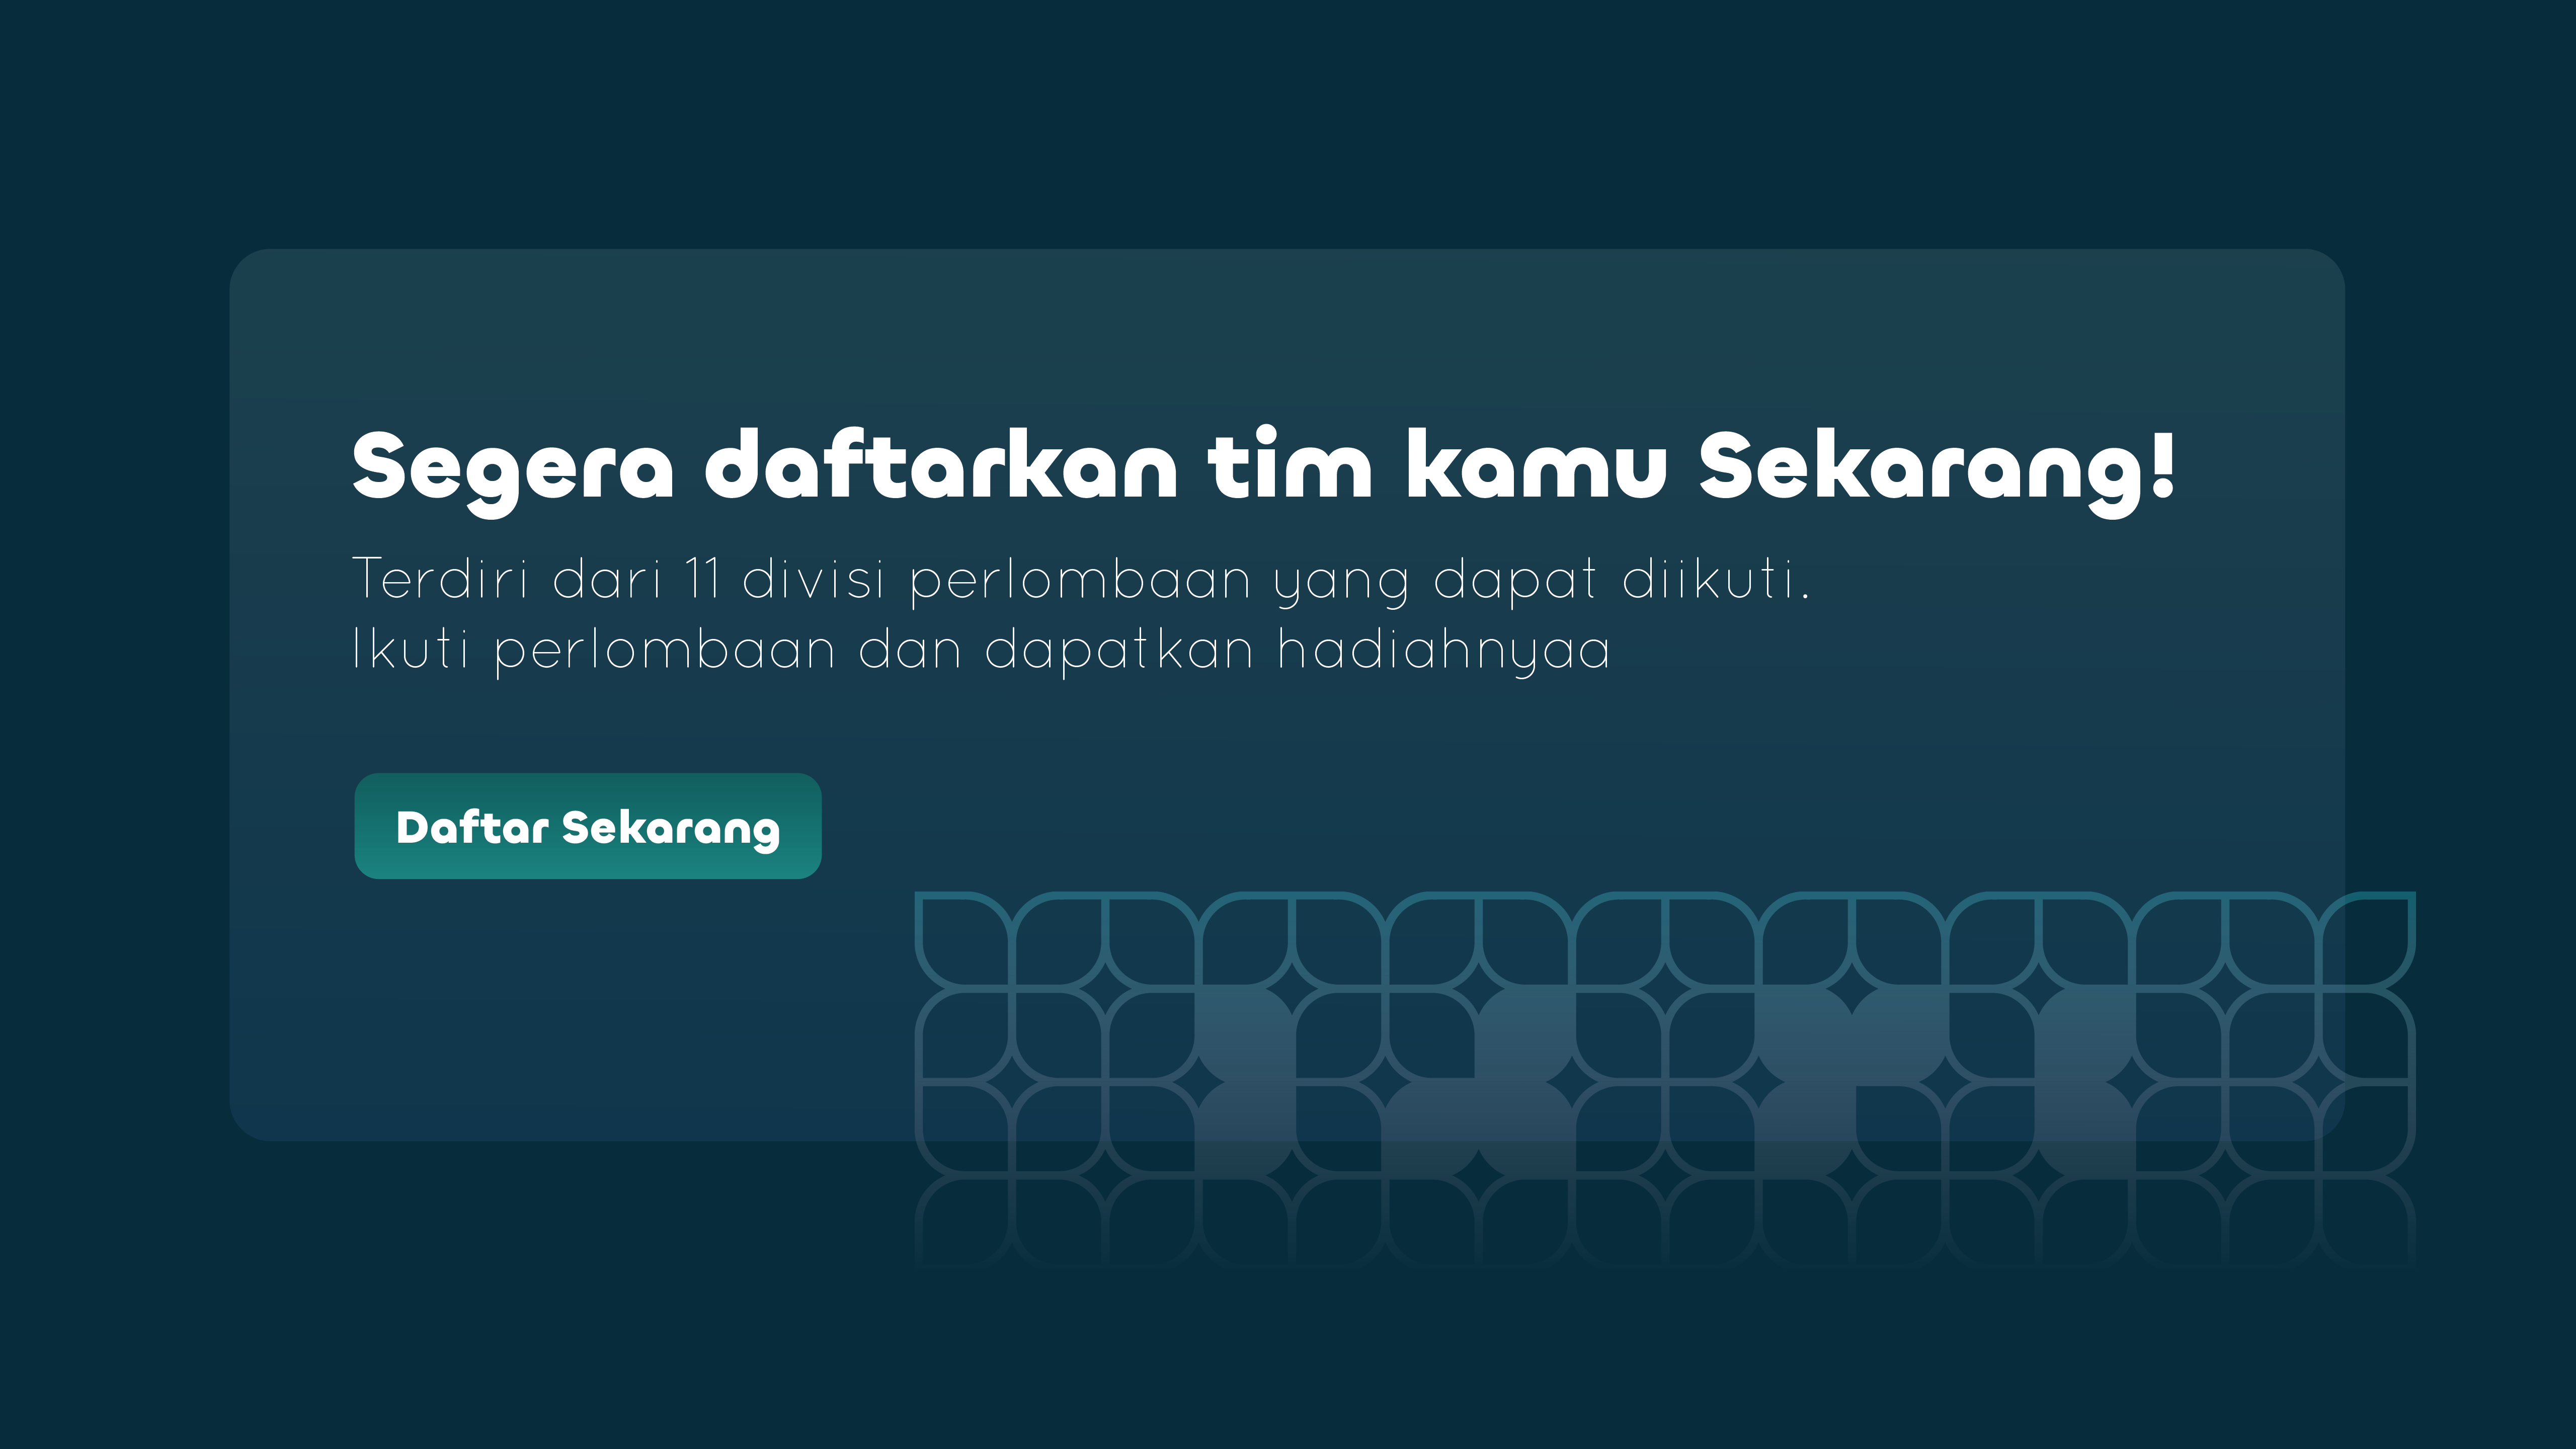 Segera daftarkan tim kamu Sekarang!
Terdiri dari 11 divisi perlombaan yang dapat diikuti.
Ikuti perlombaan dan dapatkan hadiahnyaa
Daftar Sekarang